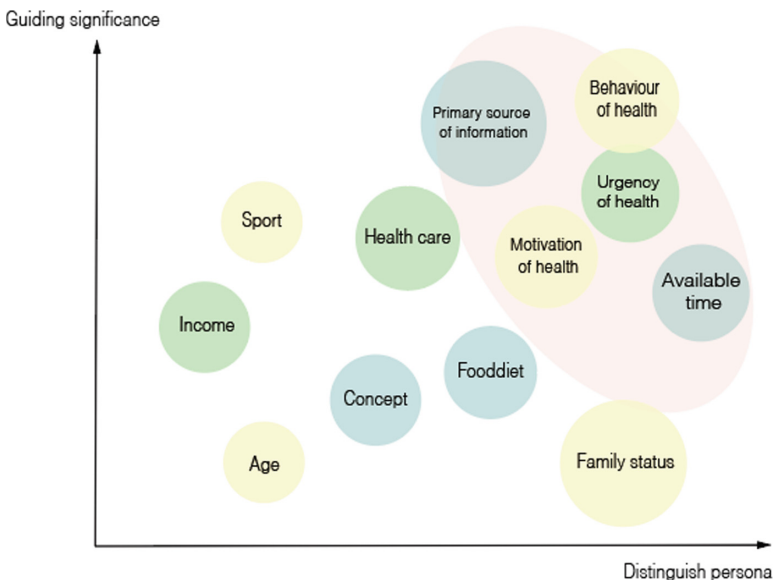 Guiding significance
Primary source
of information
Behaviour
of health
Urgency
of health
Sport
Health care
Motivation
of health
Available
time
Income
Fooddiet
Concept
Age
Family status
Distinguish persona